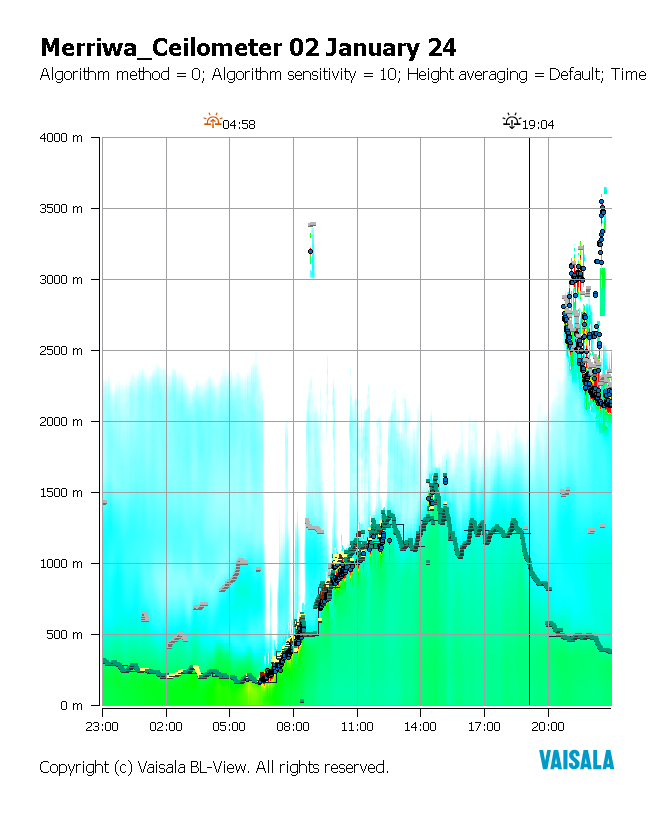 Merriwa_Ceilometer 02 January 24
Algorithm method = 0; Algorithm sensitivity = 10; Height averaging = Default; Time
04:58 19:04
4000 m
3500 m
3000 m
2500 m
2000 m
1500 m
1000 m
500 m
0 m
23:00 02:00 05:00 08:00 11:00 14:00 17:00 20:00
VAISALA
Copyright (c) Vaisala BL-View. All rights reserved.